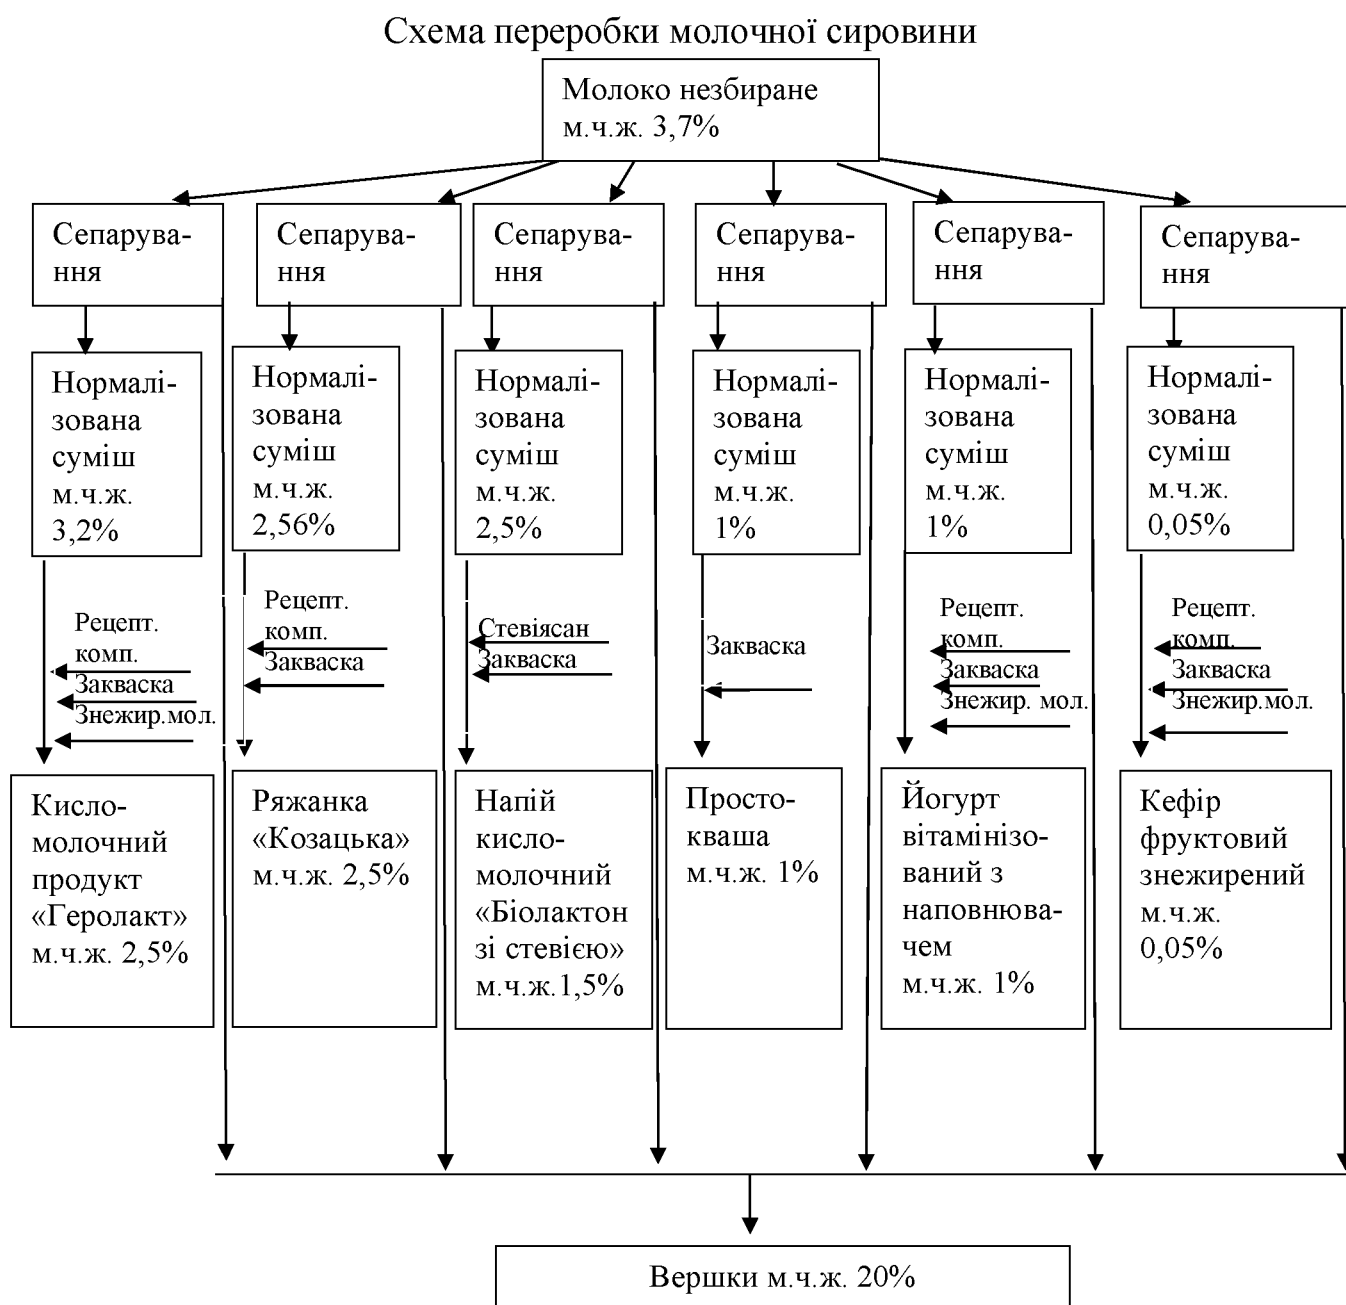 Схема переробки молочної сировини
Молоко незбиране
м.ч.ж. 3,7%
Сепарува-
ння
Сепарува-
ння
Сепарува-
ння
Сепарува-
ння
Сепарува-
ння
Сепарува-
ння
Нормалі-
зована
суміш
м.ч.ж.
3,2%
Нормалі-
зована
суміш
м.ч.ж.
2,56%
Нормалі-
зована
суміш
м.ч.ж.
2,5%
Нормалі-
зована
суміш
м.ч.ж.
1%
Нормалі-
зована
суміш
м.ч.ж.
1%
Нормалі-
зована
суміш
м.ч.ж.
0,05%
Рецепт.
комп.
Закваска
Знежир.мол.
Рецепт.
комп.
Закваска
Стевіясан
Закваска
Закваска
Рецепт.
комп.
Закваска
Знежир. мол.
Рецепт.
комп.
Закваска
Знежир.мол.
Кисло-
молочний
продукт
«Геролакт»
м.ч.ж. 2,5%
Ряжанка
«Козацька»
м.ч.ж. 2,5%
Напій
кисло-
молочний
«Біолактон
зі стевією»
м.ч.ж.1,5%
Просто-
кваша
м.ч.ж. 1%
Йогурт
вітамінізо-
ваний з
наповнюва-
чем
м.ч.ж. 1%
Кефір
фруктовий
знежирений
м.ч.ж.
0,05%
Вершки м.ч.ж. 20%